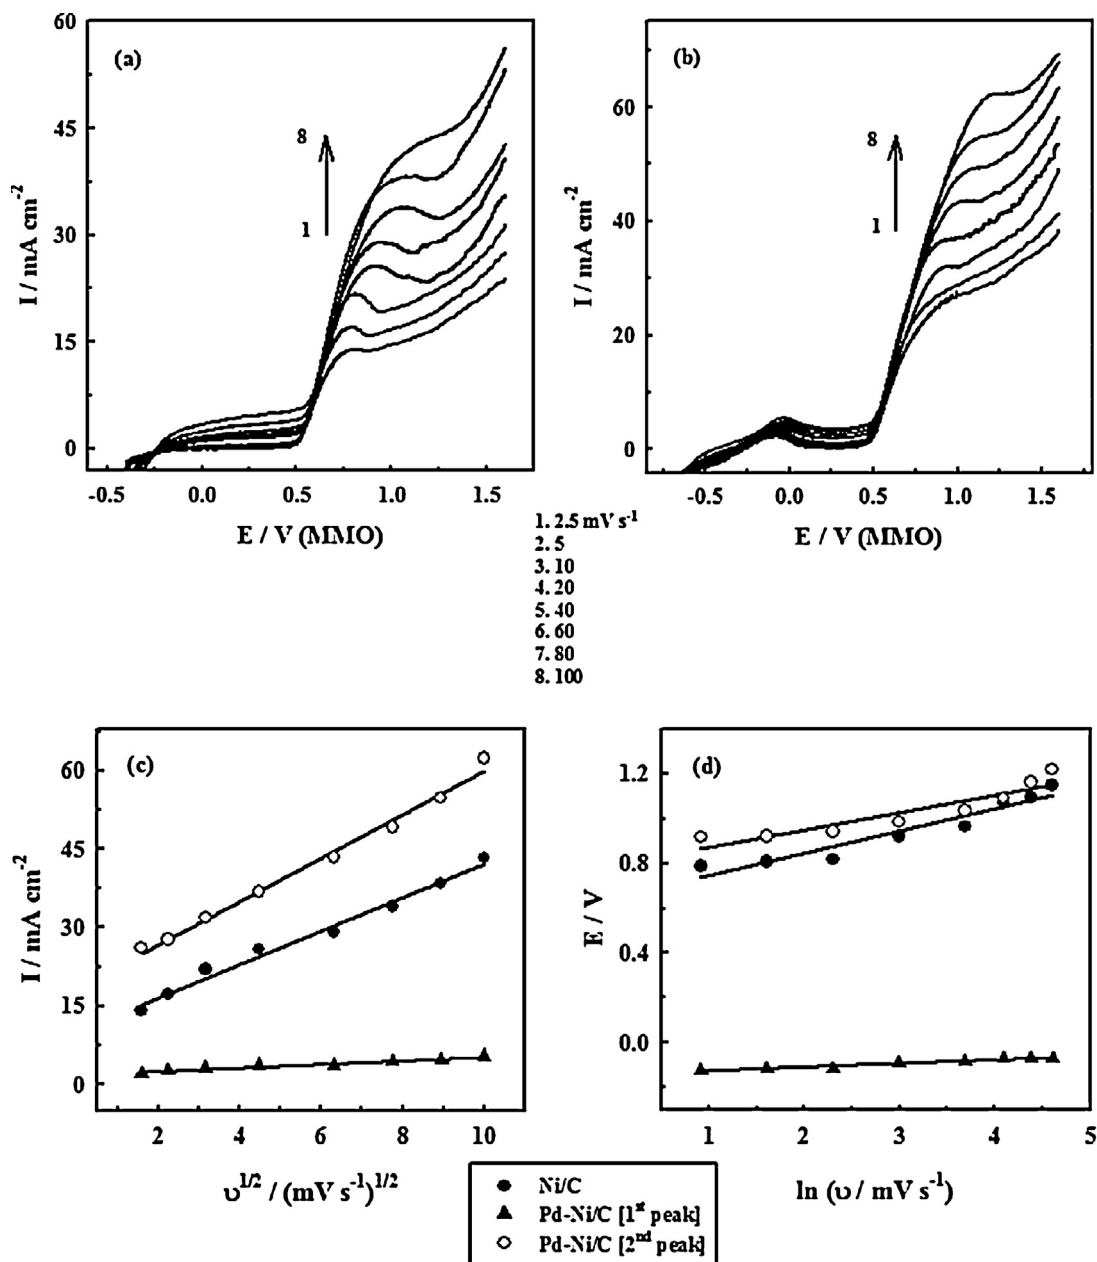 (a)
60
45
30
15
0
I / mA cm-2
8
1
-0.5 0.0 0.5 1.0 1.5
E / V (MMO)
(b)
60
40
20
0
I / mA cm-2
8
1
-0.5 0.0 0.5 1.0 1.5
E / V (MMO)
1. 2.5 mV s-1
2. 5
3. 10
4. 20
5. 40
6. 60
7. 80
8. 100
(c)
60
45
30
15
0
I / mA cm-2
2 4 6 8 10
υ1/2 / (mV s-1)1/2
(d)
1.2
0.8
0.4
0.0
E / V
1 2 3 4 5
ln (υ / mV s-1)
Ni/C
Pd-Ni/C [1st peak]
Pd-Ni/C [2nd peak]